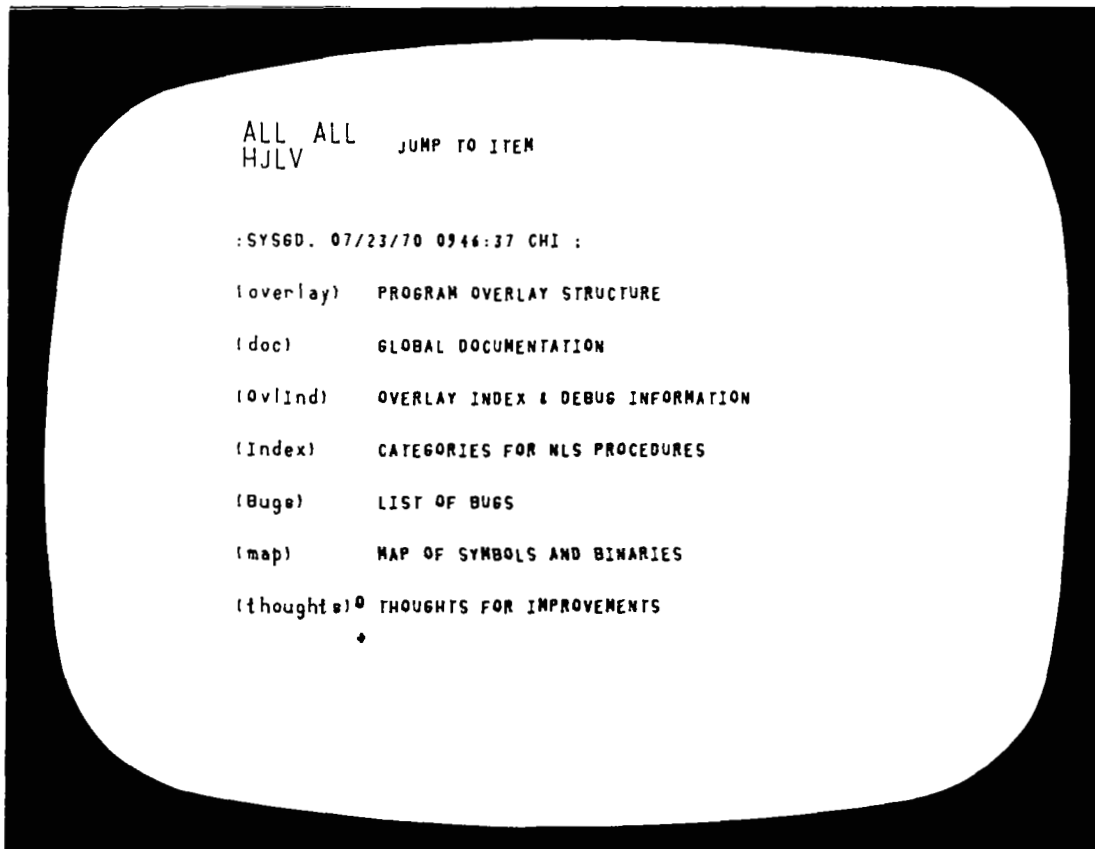 ALL ALL JUMP TO ITEM
HJLV
:SYSGD. 07/23/70 0946:37 CHI ;
(overlay) PROGRAM OVERLAY STRUCTURE
(doc) GLOBAL DOCUMENTATION
(OvlInd) OVERLAY INDEX & DEBUG INFORMATION
(Index) CATEGORIES FOR NLS PROCEDURES
(Bugs) LIST OF BUGS
(map) MAP OF SYMBOLS AND BINARIES
(thoughts) THOUGHTS FOR IMPROVEMENTS